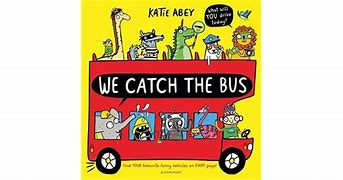 KATIE ABEY
what will
YOU drive
today?
WE CATCH THE BUS
Find YOUR favourite funny vehicles on EVERY page!
BLOOMSBURY